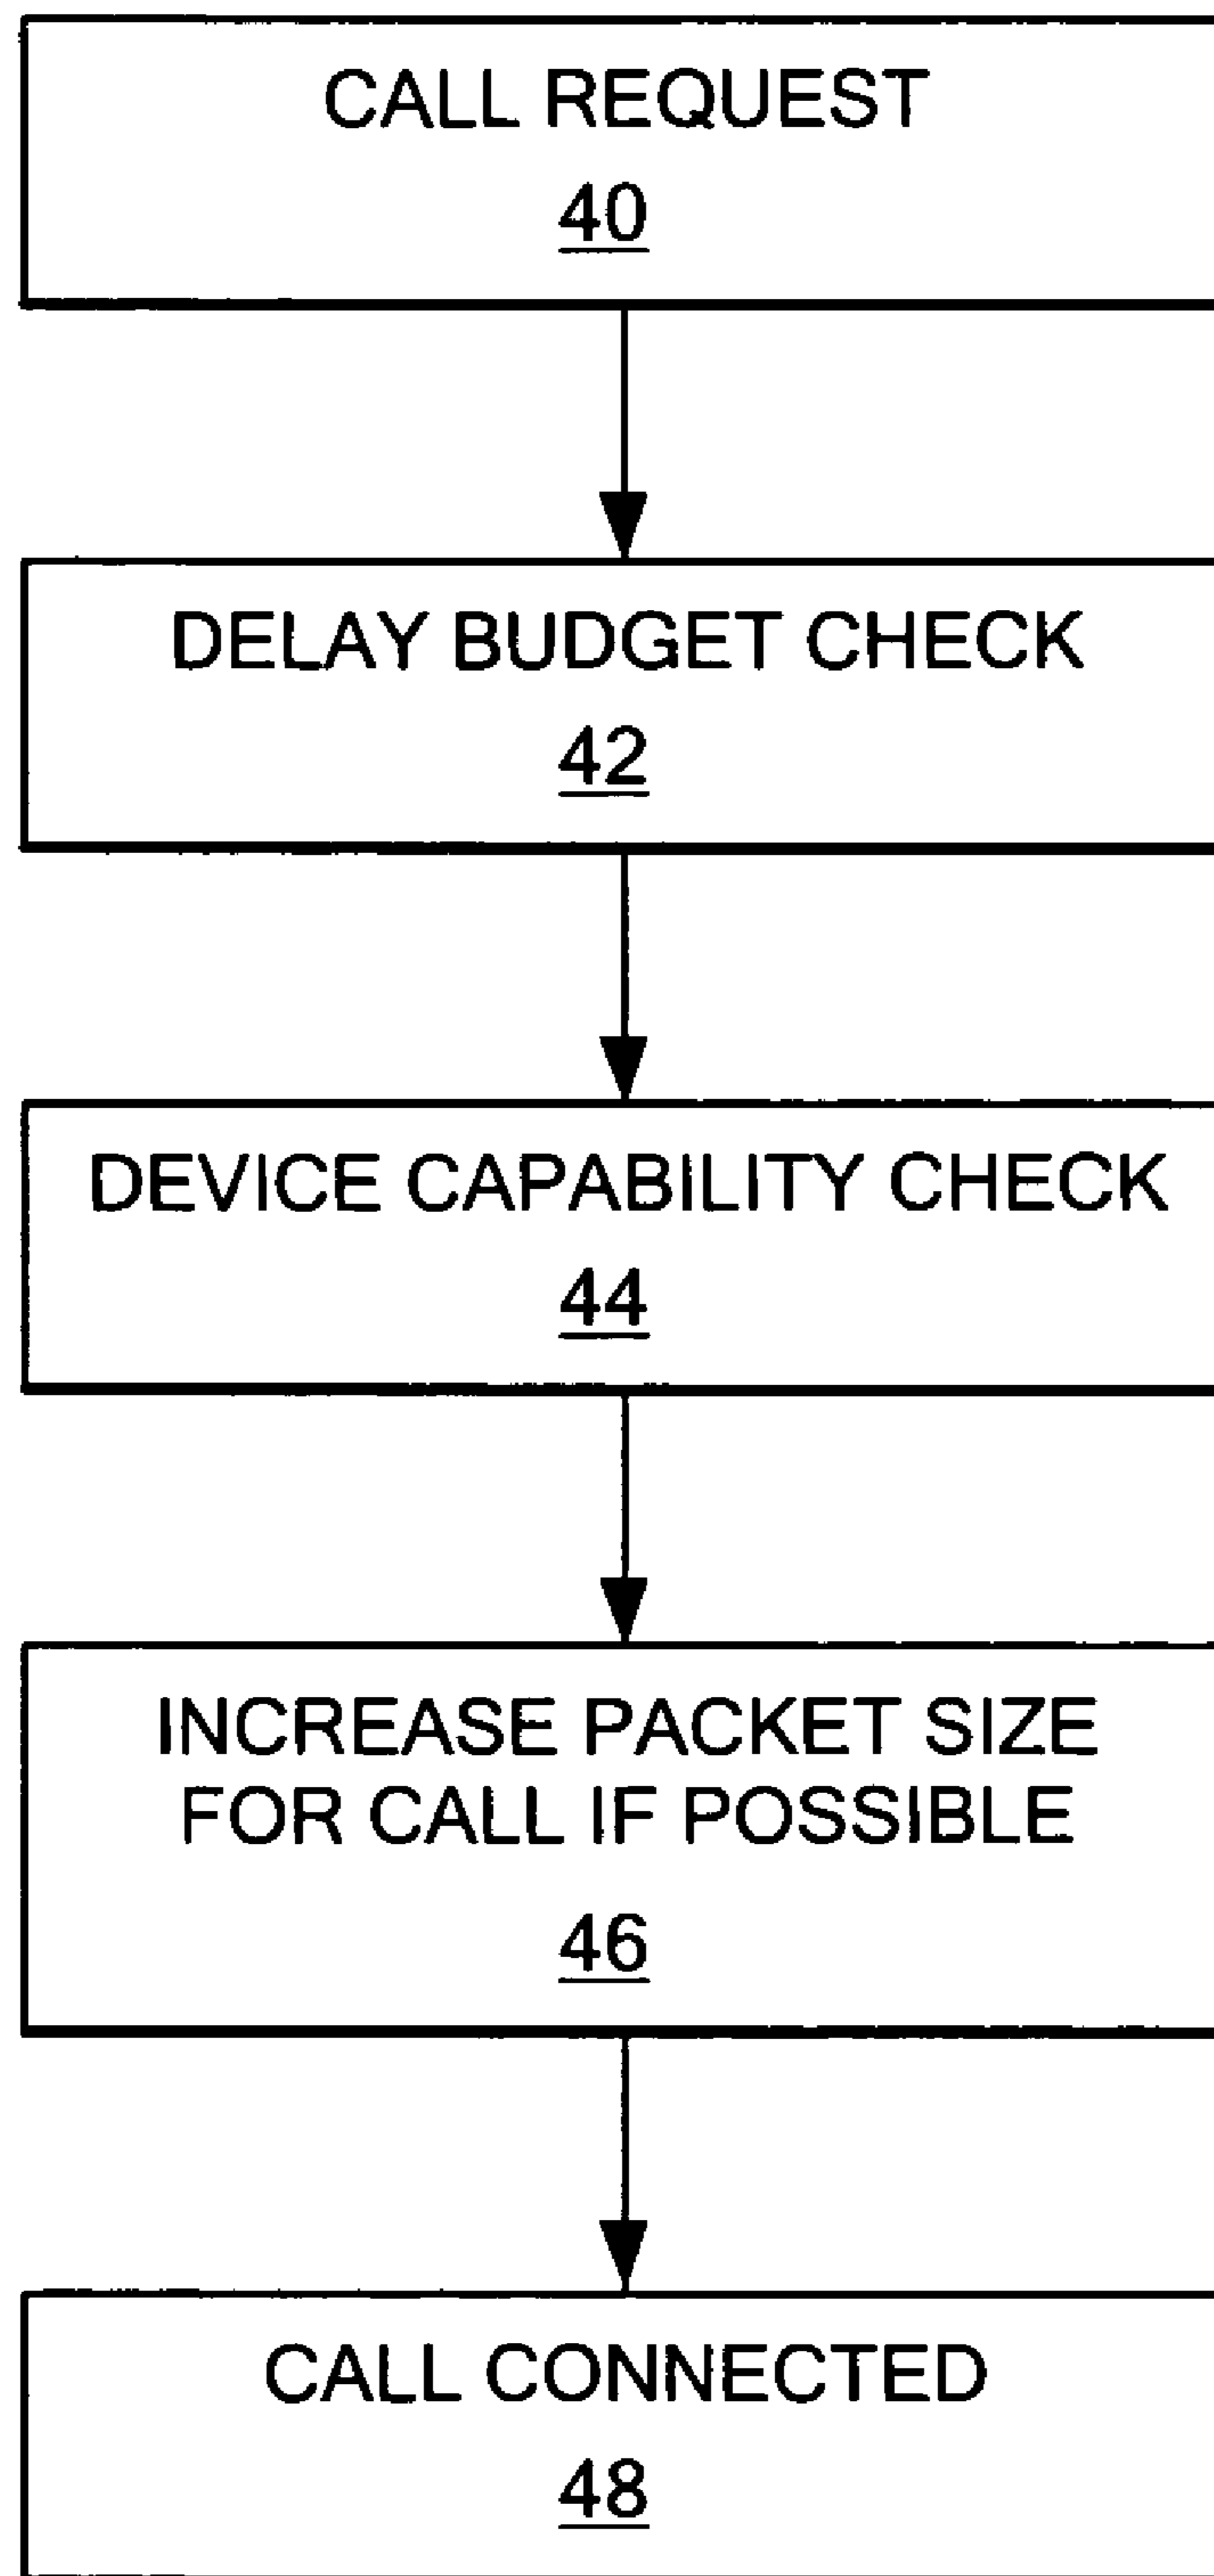 CALL REQUEST
40
DELAY BUDGET CHECK
42
DEVICE CAPABILITY CHECK
44
INCREASE PACKET SIZE
FOR CALL IF POSSIBLE
46
CALL CONNECTED
48